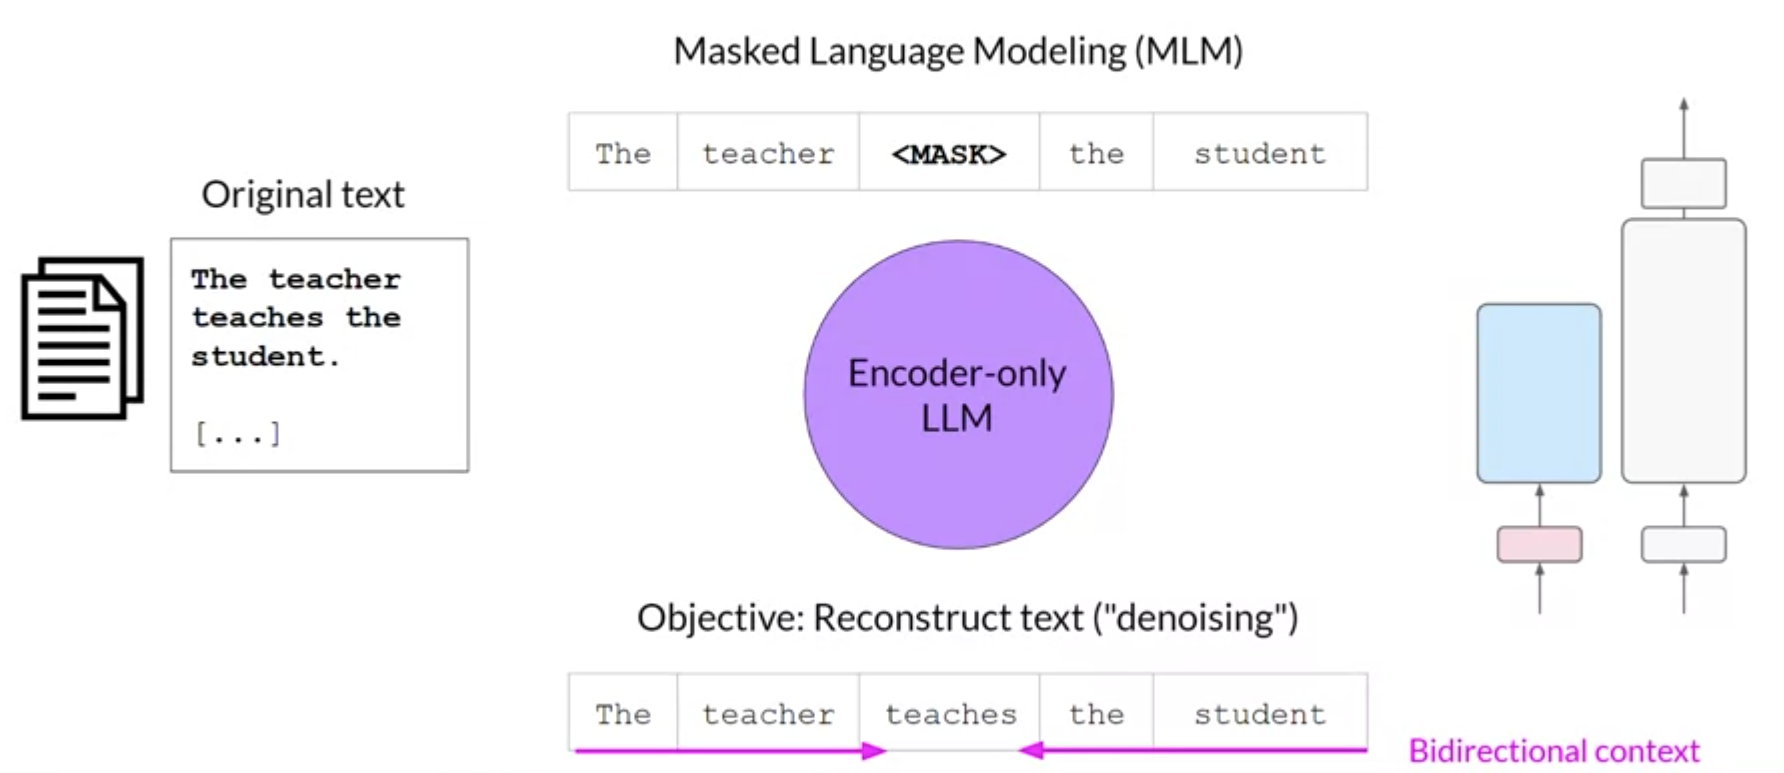 Masked Language Modeling (MLM)
The teacher <MASK> the student
Original text
The teacher
teaches the
student.
[...]
Encoder-only
LLM
Objective: Reconstruct text ("denoising")
The teacher teaches the student
Bidirectional context